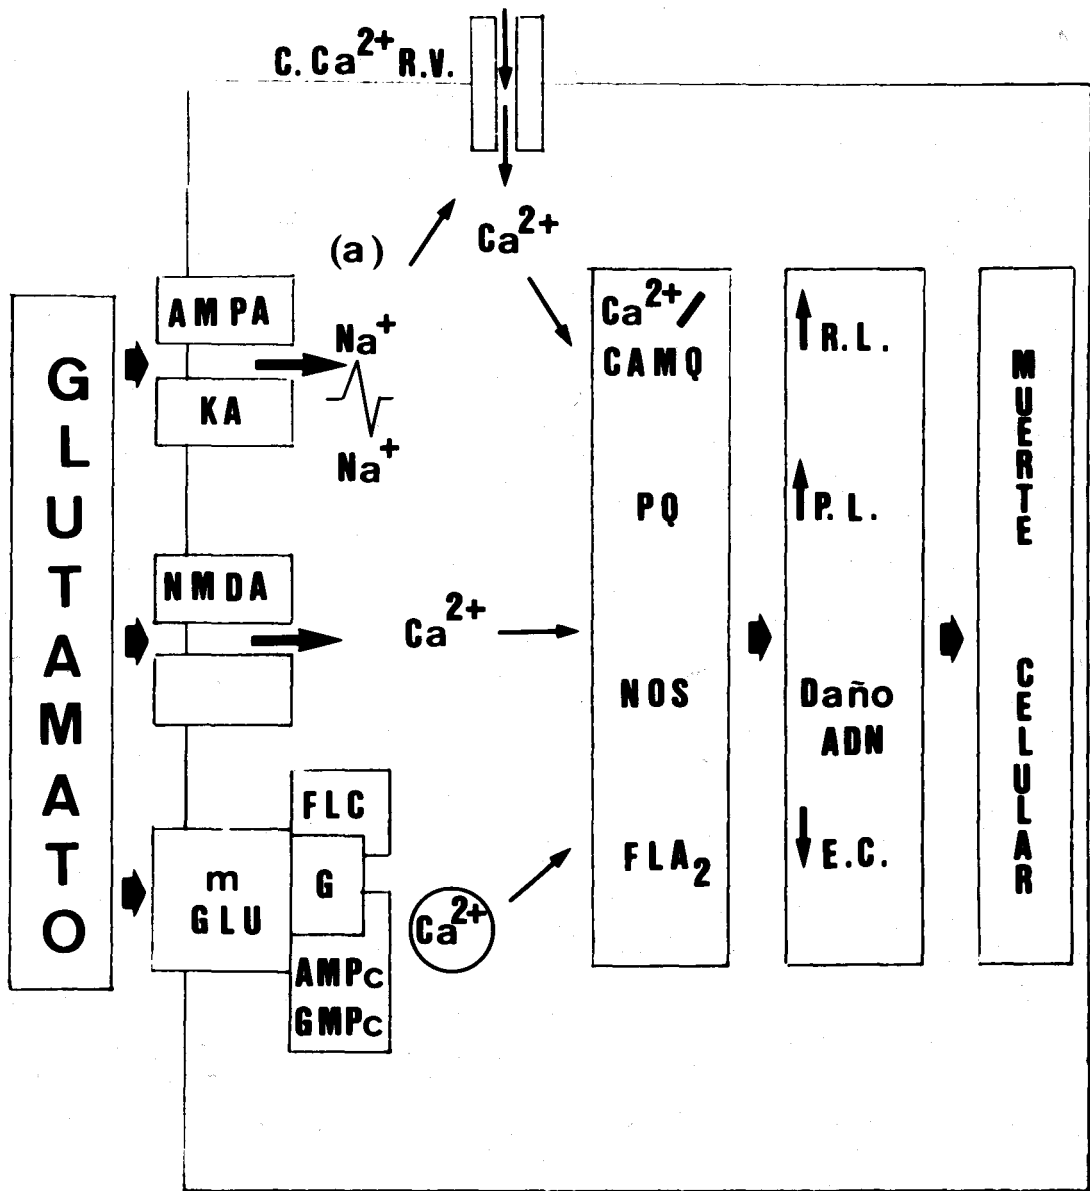 C. Ca2+ R.V.
Ca2+
(a)
GLUTAMATO
AMPA
KA
Na+
Na+
NMDA
Ca2+
FLC
m
GLU
G
AMPc
GMPc
Ca2+
Ca2+/
CAMQ
PQ
NOS
FLA2
R.L.
P.L.
Daño
ADN
E.C.
MUERTE CELULAR